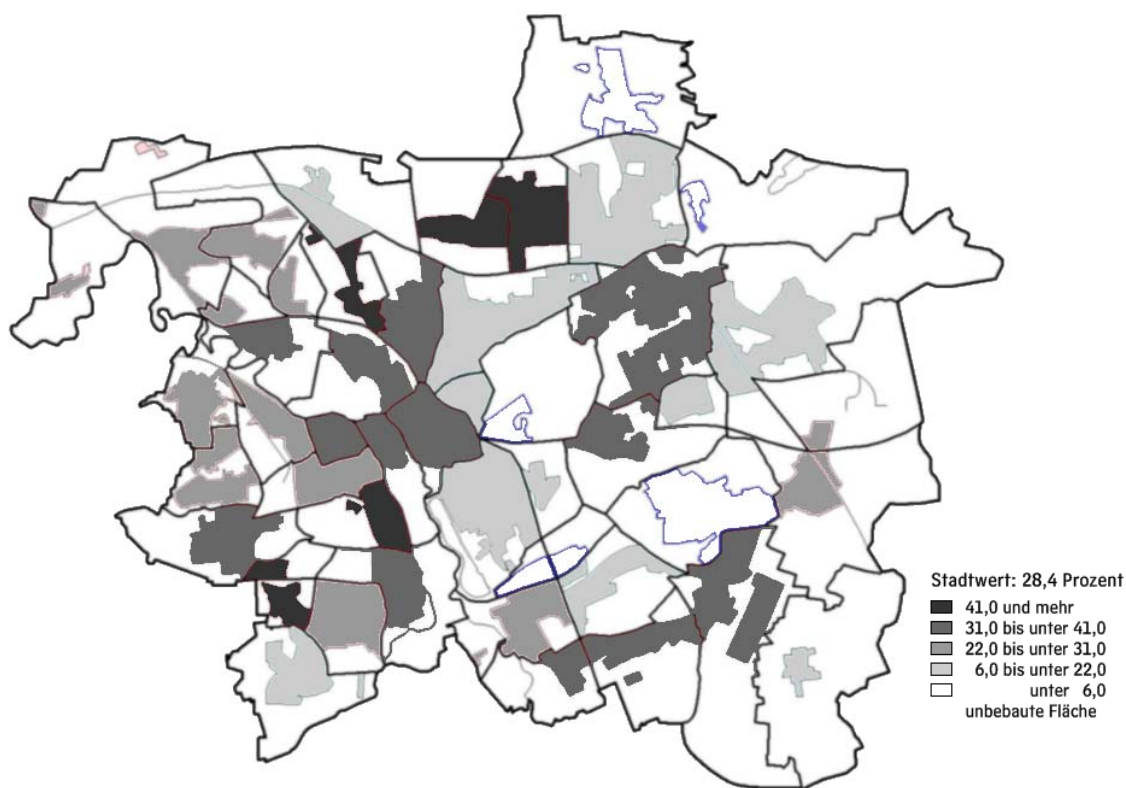 Stadtwert: 28,4 Prozent
41,0 und mehr
31,0 bis unter 41,0
22,0 bis unter 31,0
6,0 bis unter 22,0
unter 6,0
unbebaute Fläche